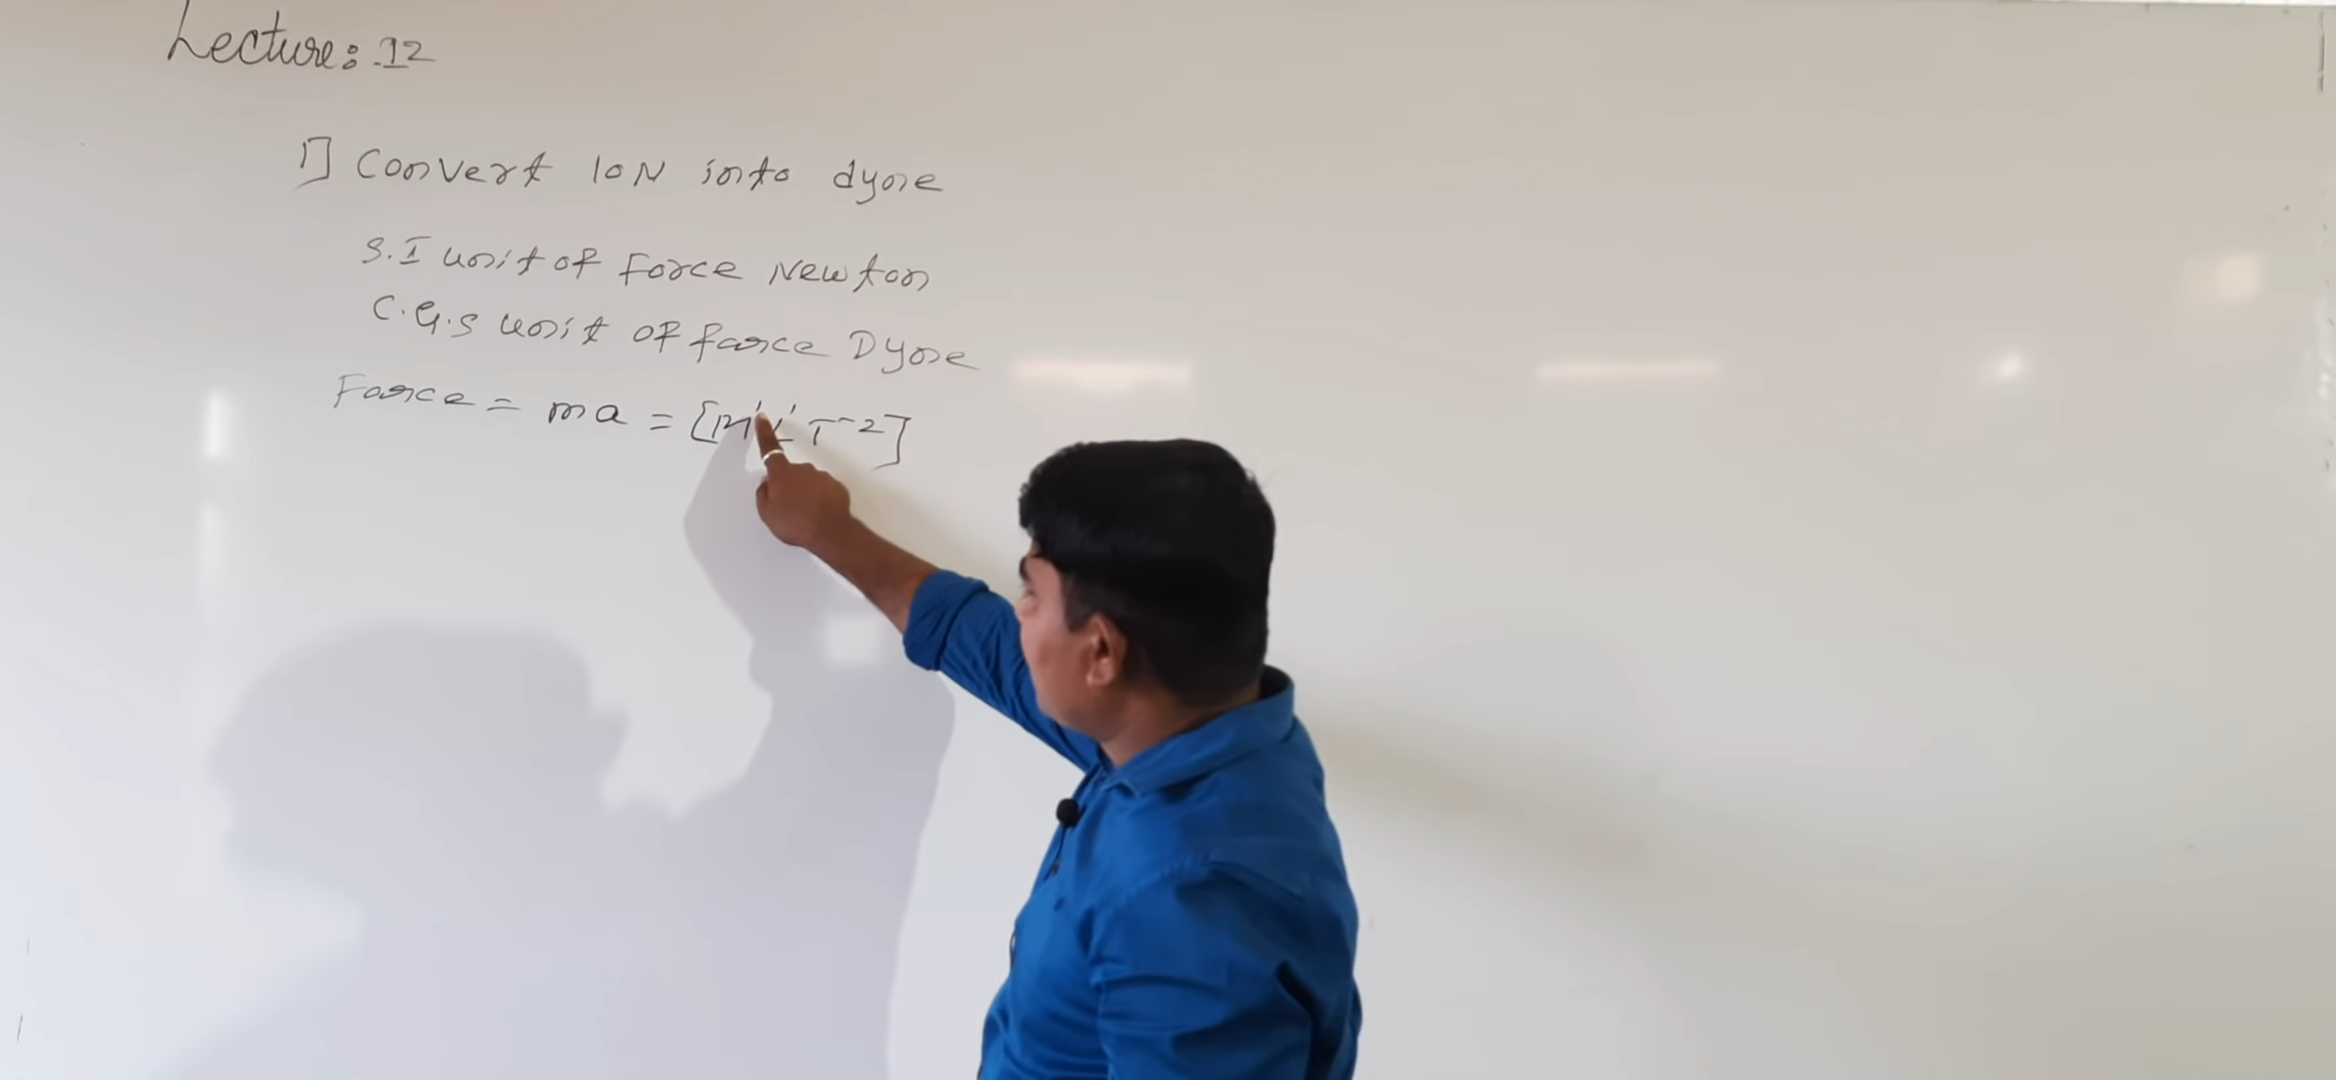 Lecture: 12
1] Convert 10N into dyne
S.I unit of Force Newton
C.G.S unit of force Dyne
Force = ma = [M¹L¹T⁻²]